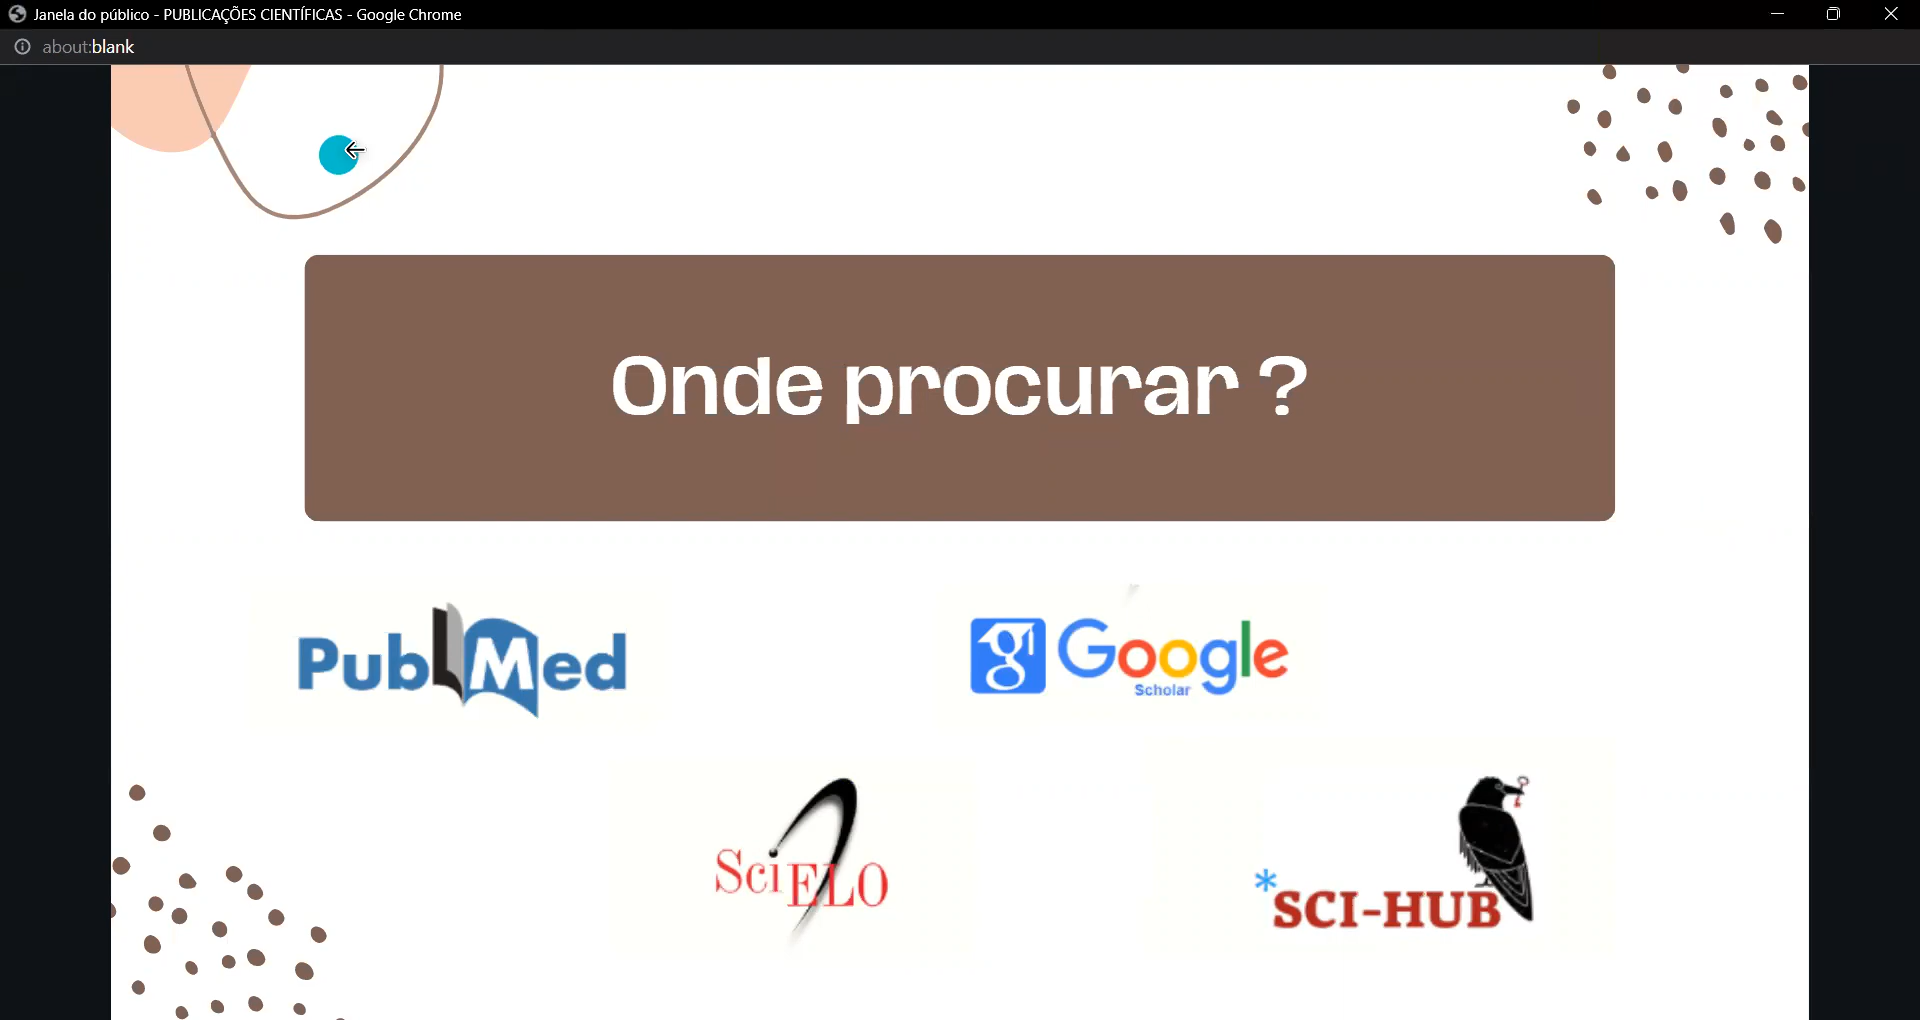 Janela do público - PUBLICAÇÕES CIENTÍFICAS - Google Chrome
about:blank
Onde procurar ?
PubMed
g Google
Scholar
SciELO
*SCI-HUB